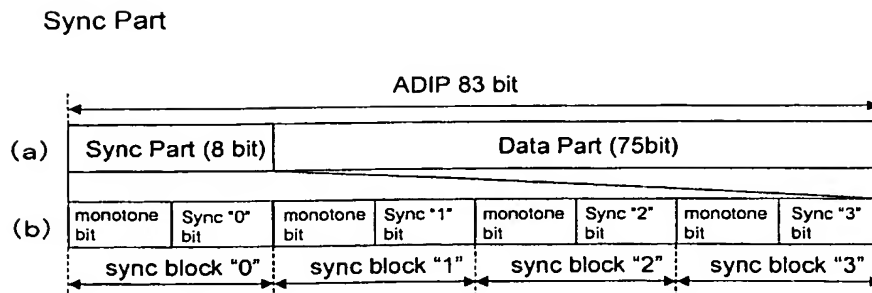 Sync Part
ADIP 83 bit
(a) Sync Part (8 bit) Data Part (75bit)
(b) monotone bit Sync "0" bit monotone bit Sync "1" bit monotone bit Sync "2" bit monotone bit Sync "3" bit
sync block "0" sync block "1" sync block "2" sync block "3"